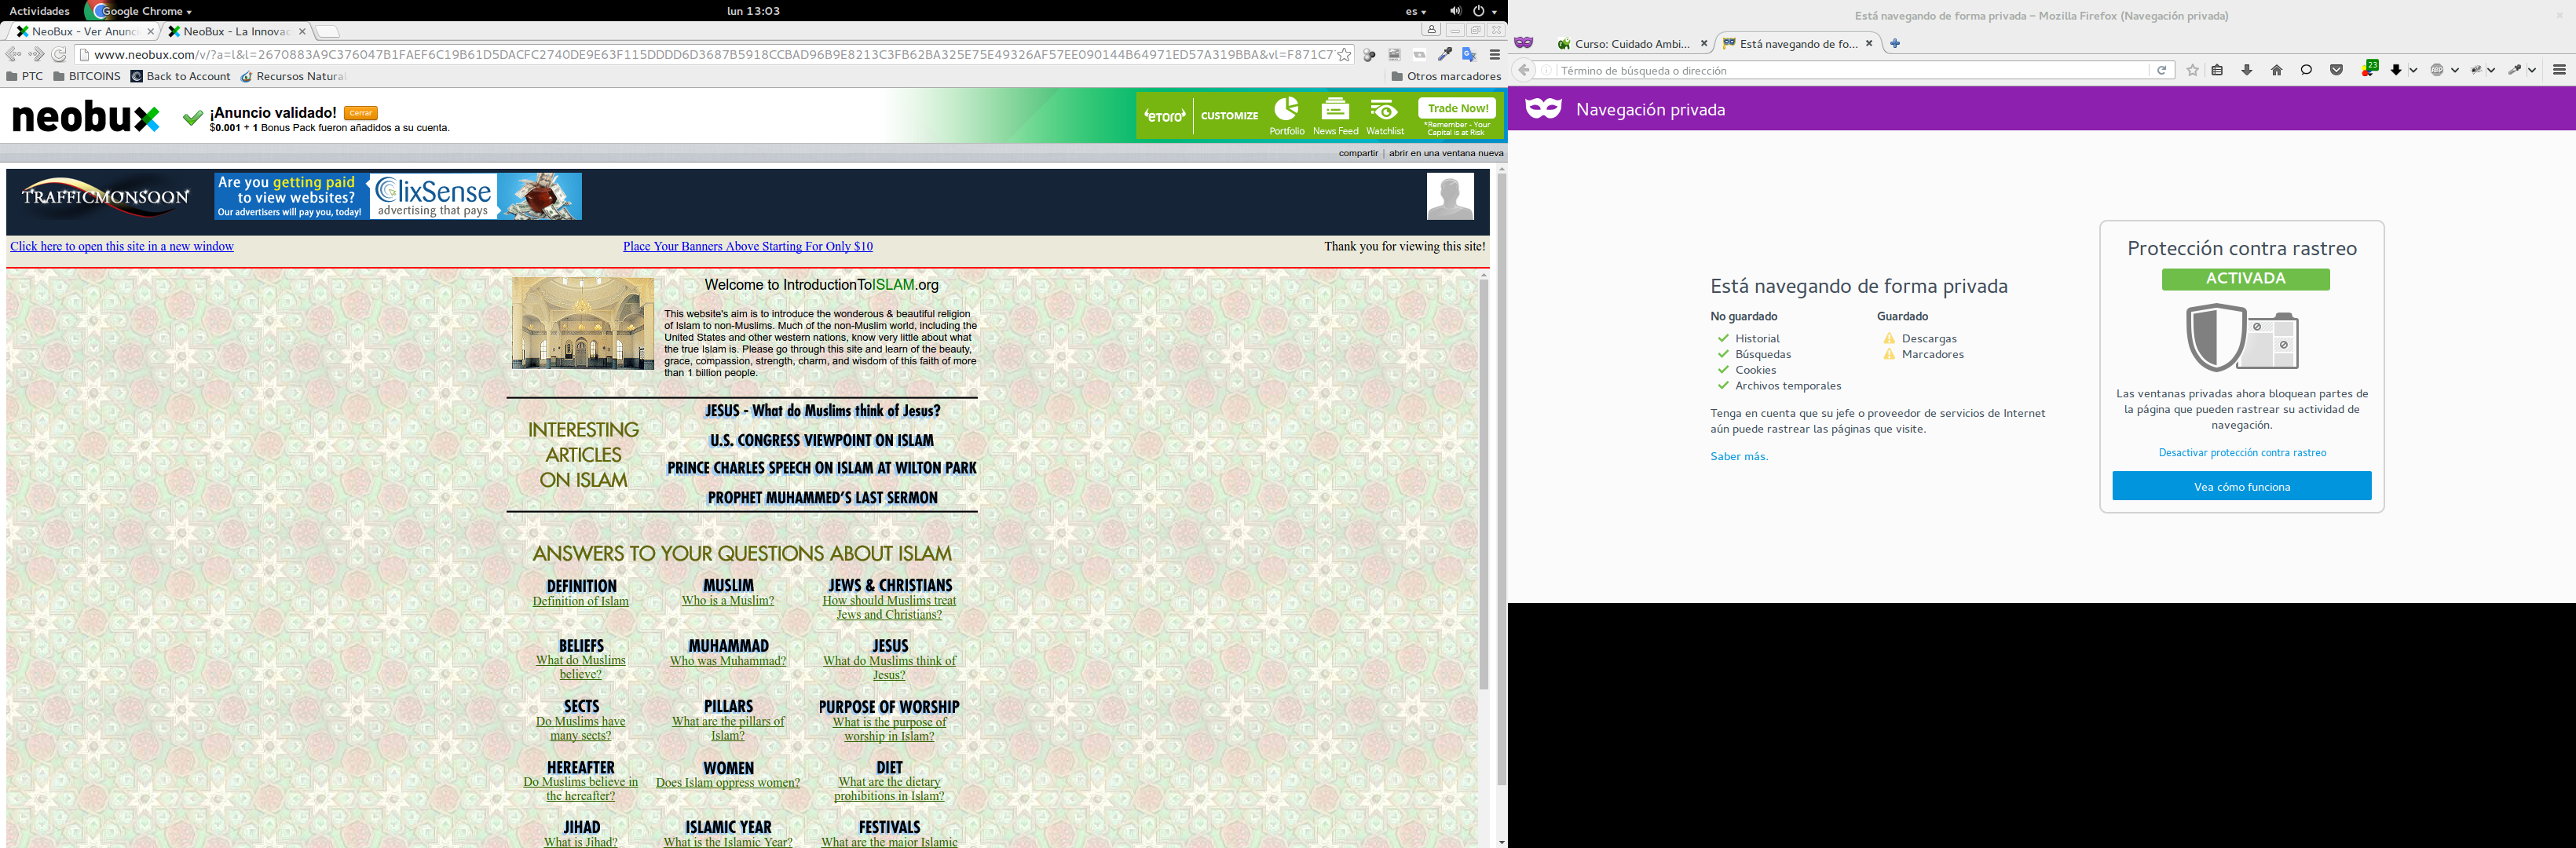 Actividades
Google Chrome
lun 13:03
es
NeoBux - Ver Anunci
NeoBux - La Innovac
www.neobux.com/v/?a=l&l=2670883A9C376047B1FAEF6C19B61D5DACFC2740DE9E63F115DDDD6D3687B5918CCBAD96B9E8213C3FB62BA325E75E49326AF57EE090144B64971ED57A319BBA&vl=F871C7
PTC
BITCOINS
Back to Account
Recursos Natural
Otros marcadores
neobux
¡Anuncio validado!
Cerrar
$0.001 + 1 Bonus Pack fueron añadidos a su cuenta.
eToro
CUSTOMIZE
Portfolio
News Feed
Watchlist
Trade Now!
*Remember - Your
Capital is at Risk
compartir | abrir en una ventana nueva
TRAFFICMONSOON
Are you getting paid
to view websites?
Our advertisers will pay you, today!
ClixSense
advertising that pays
Click here to open this site in a new window
Place Your Banners Above Starting For Only $10
Thank you for viewing this site!
Welcome to IntroductionToISLAM.org
This website's aim is to introduce the wonderous & beautiful religion
of Islam to non-Muslims. Much of the non-Muslim world, including the
United States and other western nations, know very little about what
the true Islam is. Please go through this site and learn of the beauty,
grace, compassion, strength, charm, and wisdom of this faith of more
than 1 billion people.
INTERESTING
ARTICLES
ON ISLAM
JESUS - What do Muslims think of Jesus?
U.S. CONGRESS VIEWPOINT ON ISLAM
PRINCE CHARLES SPEECH ON ISLAM AT WILTON PARK
PROPHET MUHAMMED'S LAST SERMON
ANSWERS TO YOUR QUESTIONS ABOUT ISLAM
DEFINITION
Definition of Islam
MUSLIM
Who is a Muslim?
JEWS & CHRISTIANS
How should Muslims treat
Jews and Christians?
BELIEFS
What do Muslims
believe?
MUHAMMAD
Who was Muhammad?
JESUS
What do Muslims think of
Jesus?
SECTS
Do Muslims have
many sects?
PILLARS
What are the pillars of
Islam?
PURPOSE OF WORSHIP
What is the purpose of
worship in Islam?
HEREAFTER
Do Muslims believe in
the hereafter?
WOMEN
Does Islam oppress women?
DIET
What are the dietary
prohibitions in Islam?
JIHAD
What is Jihad?
ISLAMIC YEAR
What is the Islamic Year?
FESTIVALS
What are the major Islamic
Está navegando de forma privada – Mozilla Firefox (Navegación privada)
Curso: Cuidado Ambi...
Está navegando de fo...
Término de búsqueda o dirección
23
Navegación privada
Está navegando de forma privada
No guardado
Historial
Búsquedas
Cookies
Archivos temporales
Guardado
Descargas
Marcadores
Tenga en cuenta que su jefe o proveedor de servicios de Internet
aún puede rastrear las páginas que visite.
Saber más.
Protección contra rastreo
ACTIVADA
Las ventanas privadas ahora bloquean partes de
la página que pueden rastrear su actividad de
navegación.
Desactivar protección contra rastreo
Vea cómo funciona